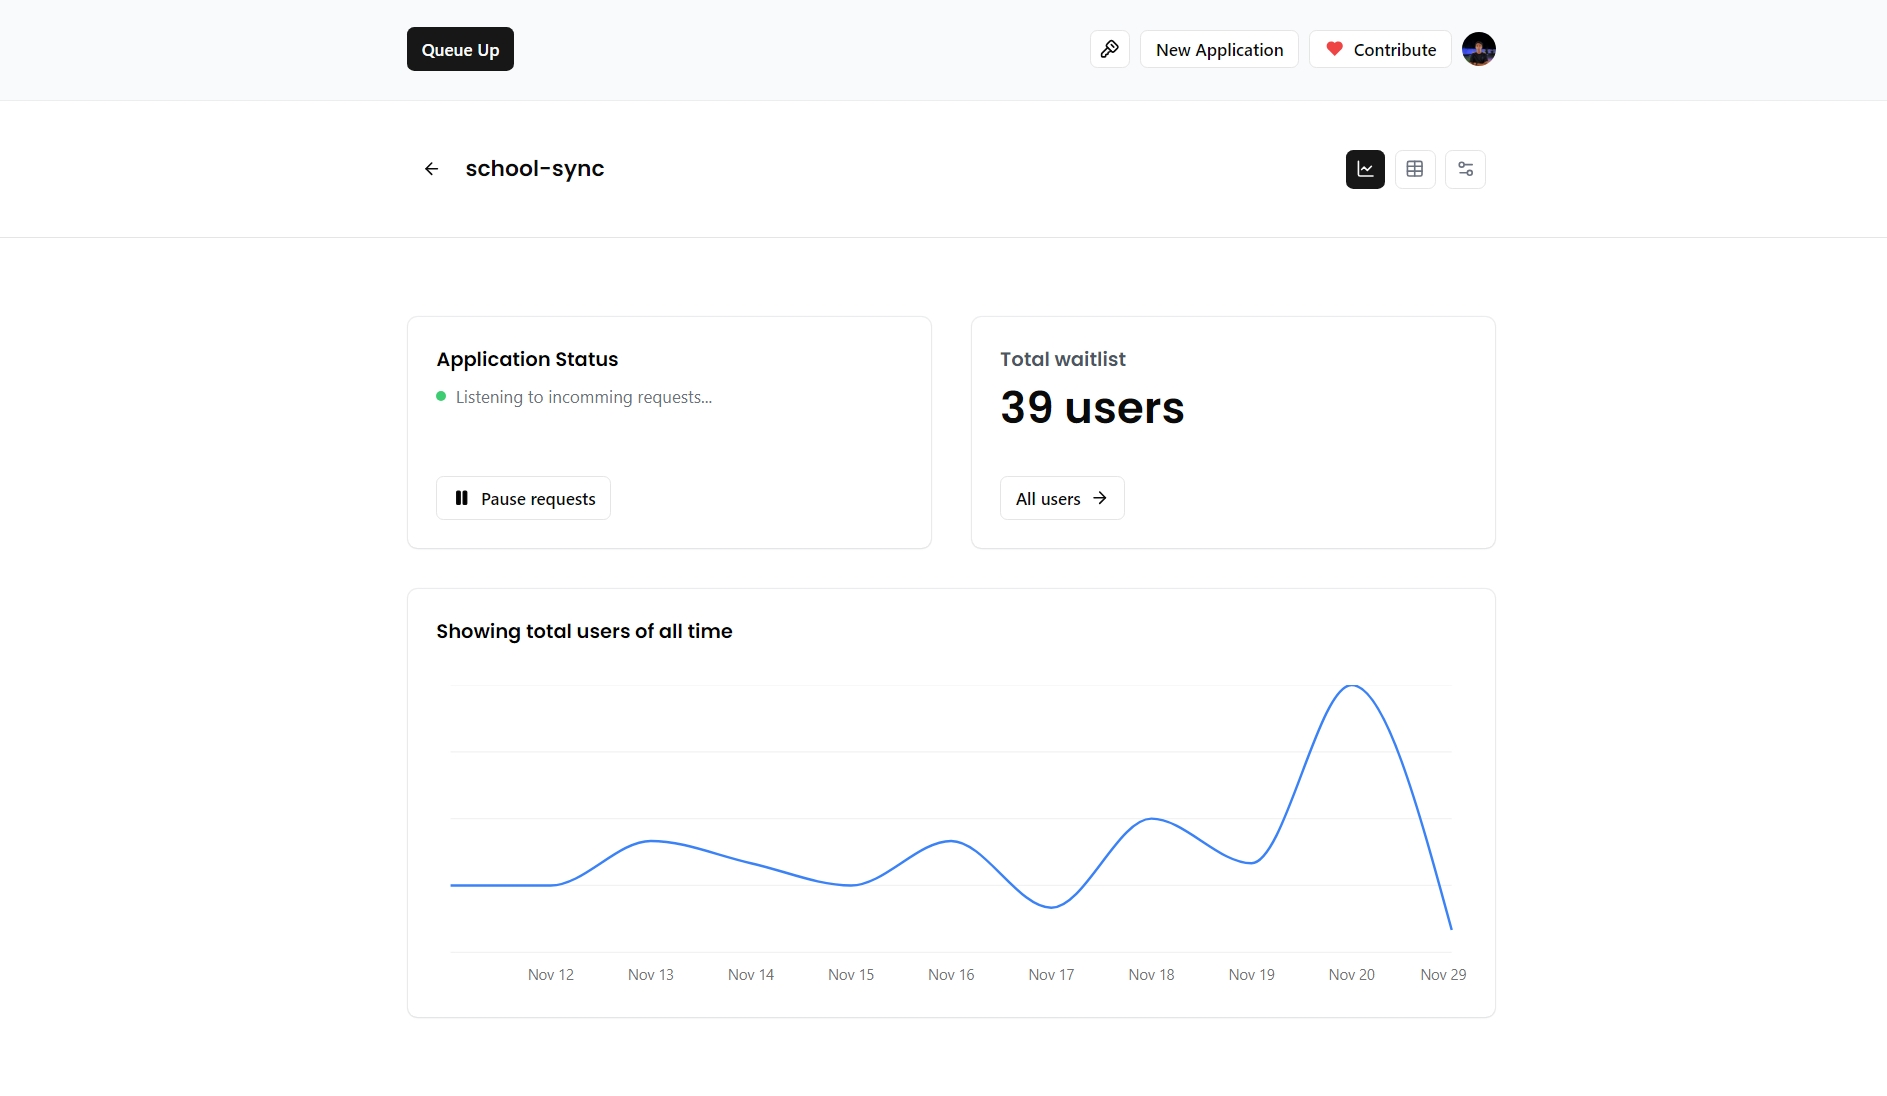 Queue Up
New Application
Contribute
school-sync
Application Status
Listening to incomming requests...
Pause requests
Total waitlist
39 users
All users
Showing total users of all time
Nov 12 Nov 13 Nov 14 Nov 15 Nov 16 Nov 17 Nov 18 Nov 19 Nov 20 Nov 29